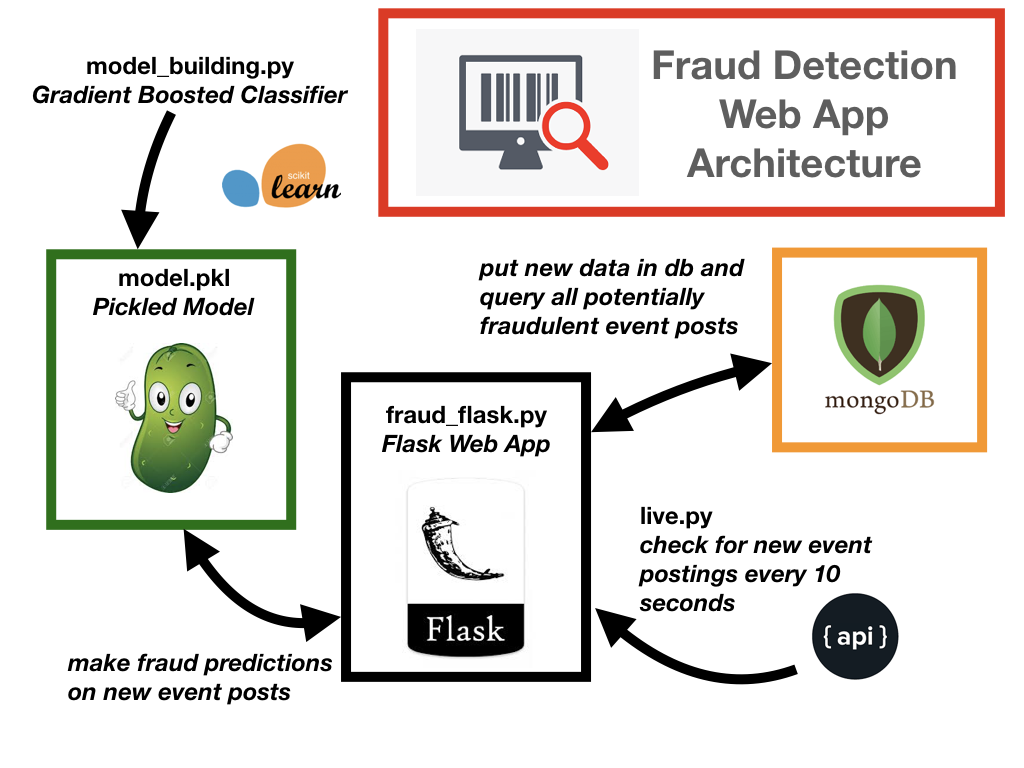 model_building.py
Gradient Boosted Classifier
scikit
learn
Fraud Detection
Web App
Architecture
model.pkl
Pickled Model
put new data in db and
query all potentially
fraudulent event posts
mongoDB
fraud_flask.py
Flask Web App
Flask
live.py
check for new event
postings every 10
seconds
{ api }
make fraud predictions
on new event posts